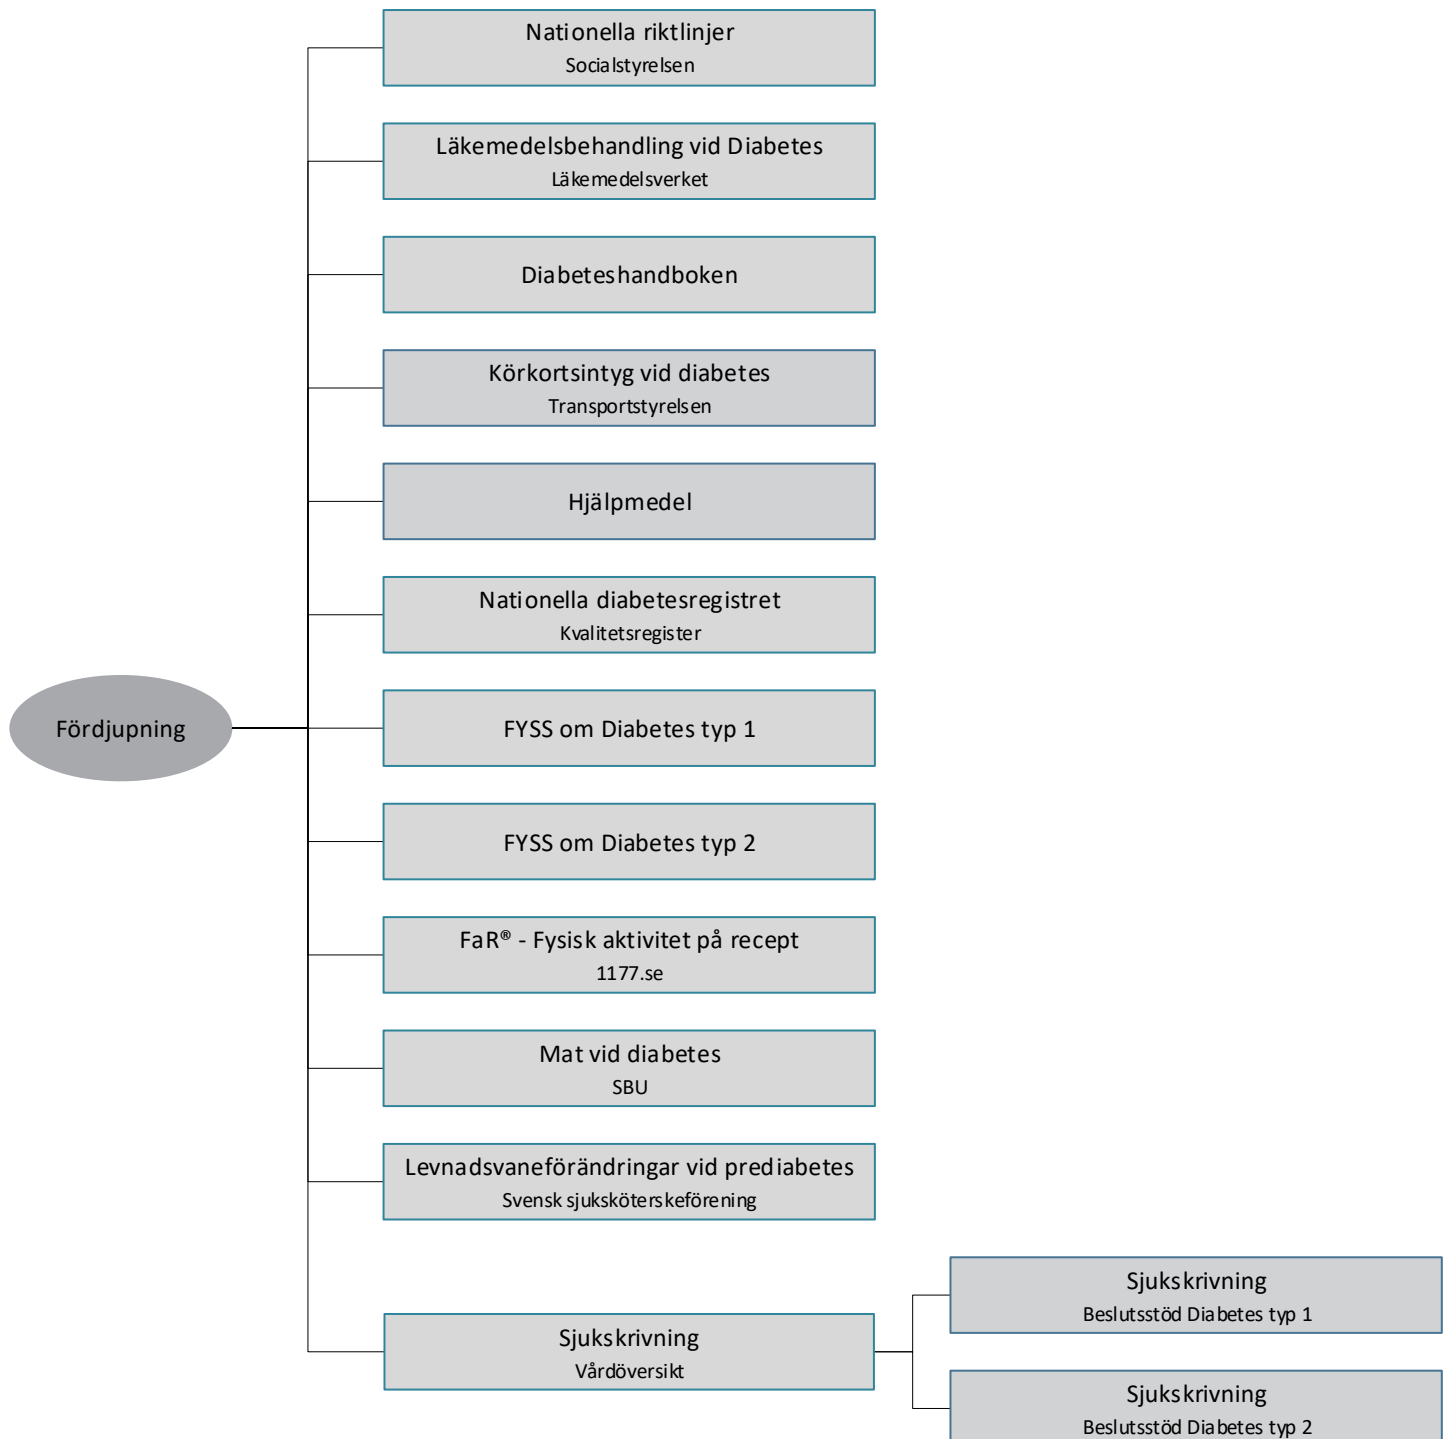 Nationella riktlinjer
Socialstyrelsen
Läkemedelsbehandling vid Diabetes
Läkemedelsverket
Diabeteshandboken
Körkortsintyg vid diabetes
Transportstyrelsen
Hjälpmedel
Nationella diabetesregistret
Kvalitetsregister
Fördjupning
FYSS om Diabetes typ 1
FYSS om Diabetes typ 2
FaR® - Fysisk aktivitet på recept
1177.se
Mat vid diabetes
SBU
Levnadsvaneförändringar vid prediabetes
Svensk sjuksköterskeförening
Sjukskrivning
Vårdöversikt
Sjukskrivning
Beslutsstöd Diabetes typ 1
Sjukskrivning
Beslutsstöd Diabetes typ 2